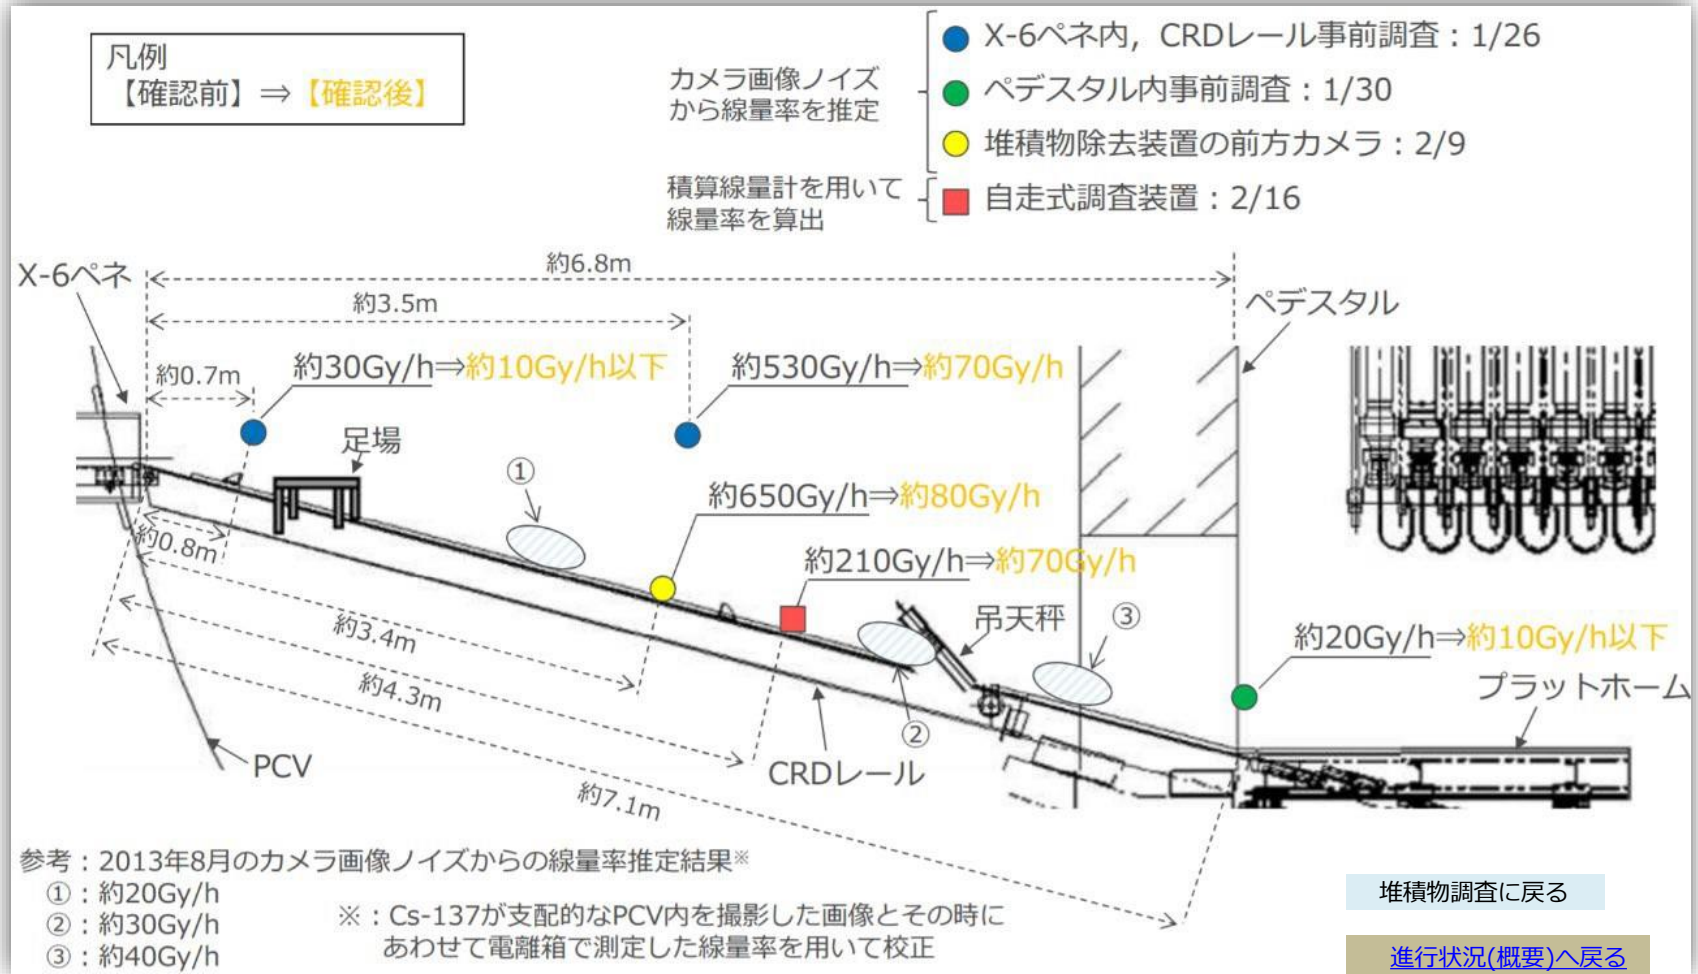 凡例
【確認前】⇒【確認後】
カメラ画像ノイズ
から線量率を推定
X-6ペネ内，CRDレール事前調査：1/26
ペデスタル内事前調査：1/30
堆積物除去装置の前方カメラ：2/9
積算線量計を用いて
線量率を算出
自走式調査装置：2/16
X-6ペネ
約6.8m
ペデスタル
約3.5m
約0.7m
約30Gy/h⇒約10Gy/h以下
約530Gy/h⇒約70Gy/h
足場
①
約650Gy/h⇒約80Gy/h
約0.8m
約210Gy/h⇒約70Gy/h
吊天秤
③
約3.4m
約20Gy/h⇒約10Gy/h以下
約4.3m
プラットホーム
②
PCV
CRDレール
約7.1m
参考：2013年8月のカメラ画像ノイズからの線量率推定結果※
①：約20Gy/h
②：約30Gy/h
③：約40Gy/h
※：Cs-137が支配的なPCV内を撮影した画像とその時に
あわせて電離箱で測定した線量率を用いて校正
堆積物調査に戻る
進行状況(概要)へ戻る